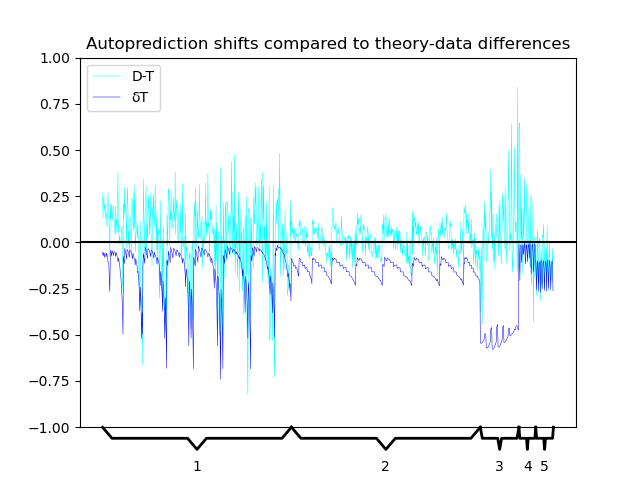 Autoprediction shifts compared to theory-data differences
1.00
D-T
δT
0.75
0.50
0.25
0.00
−0.25
−0.50
−0.75
−1.00
1 2 3 4 5